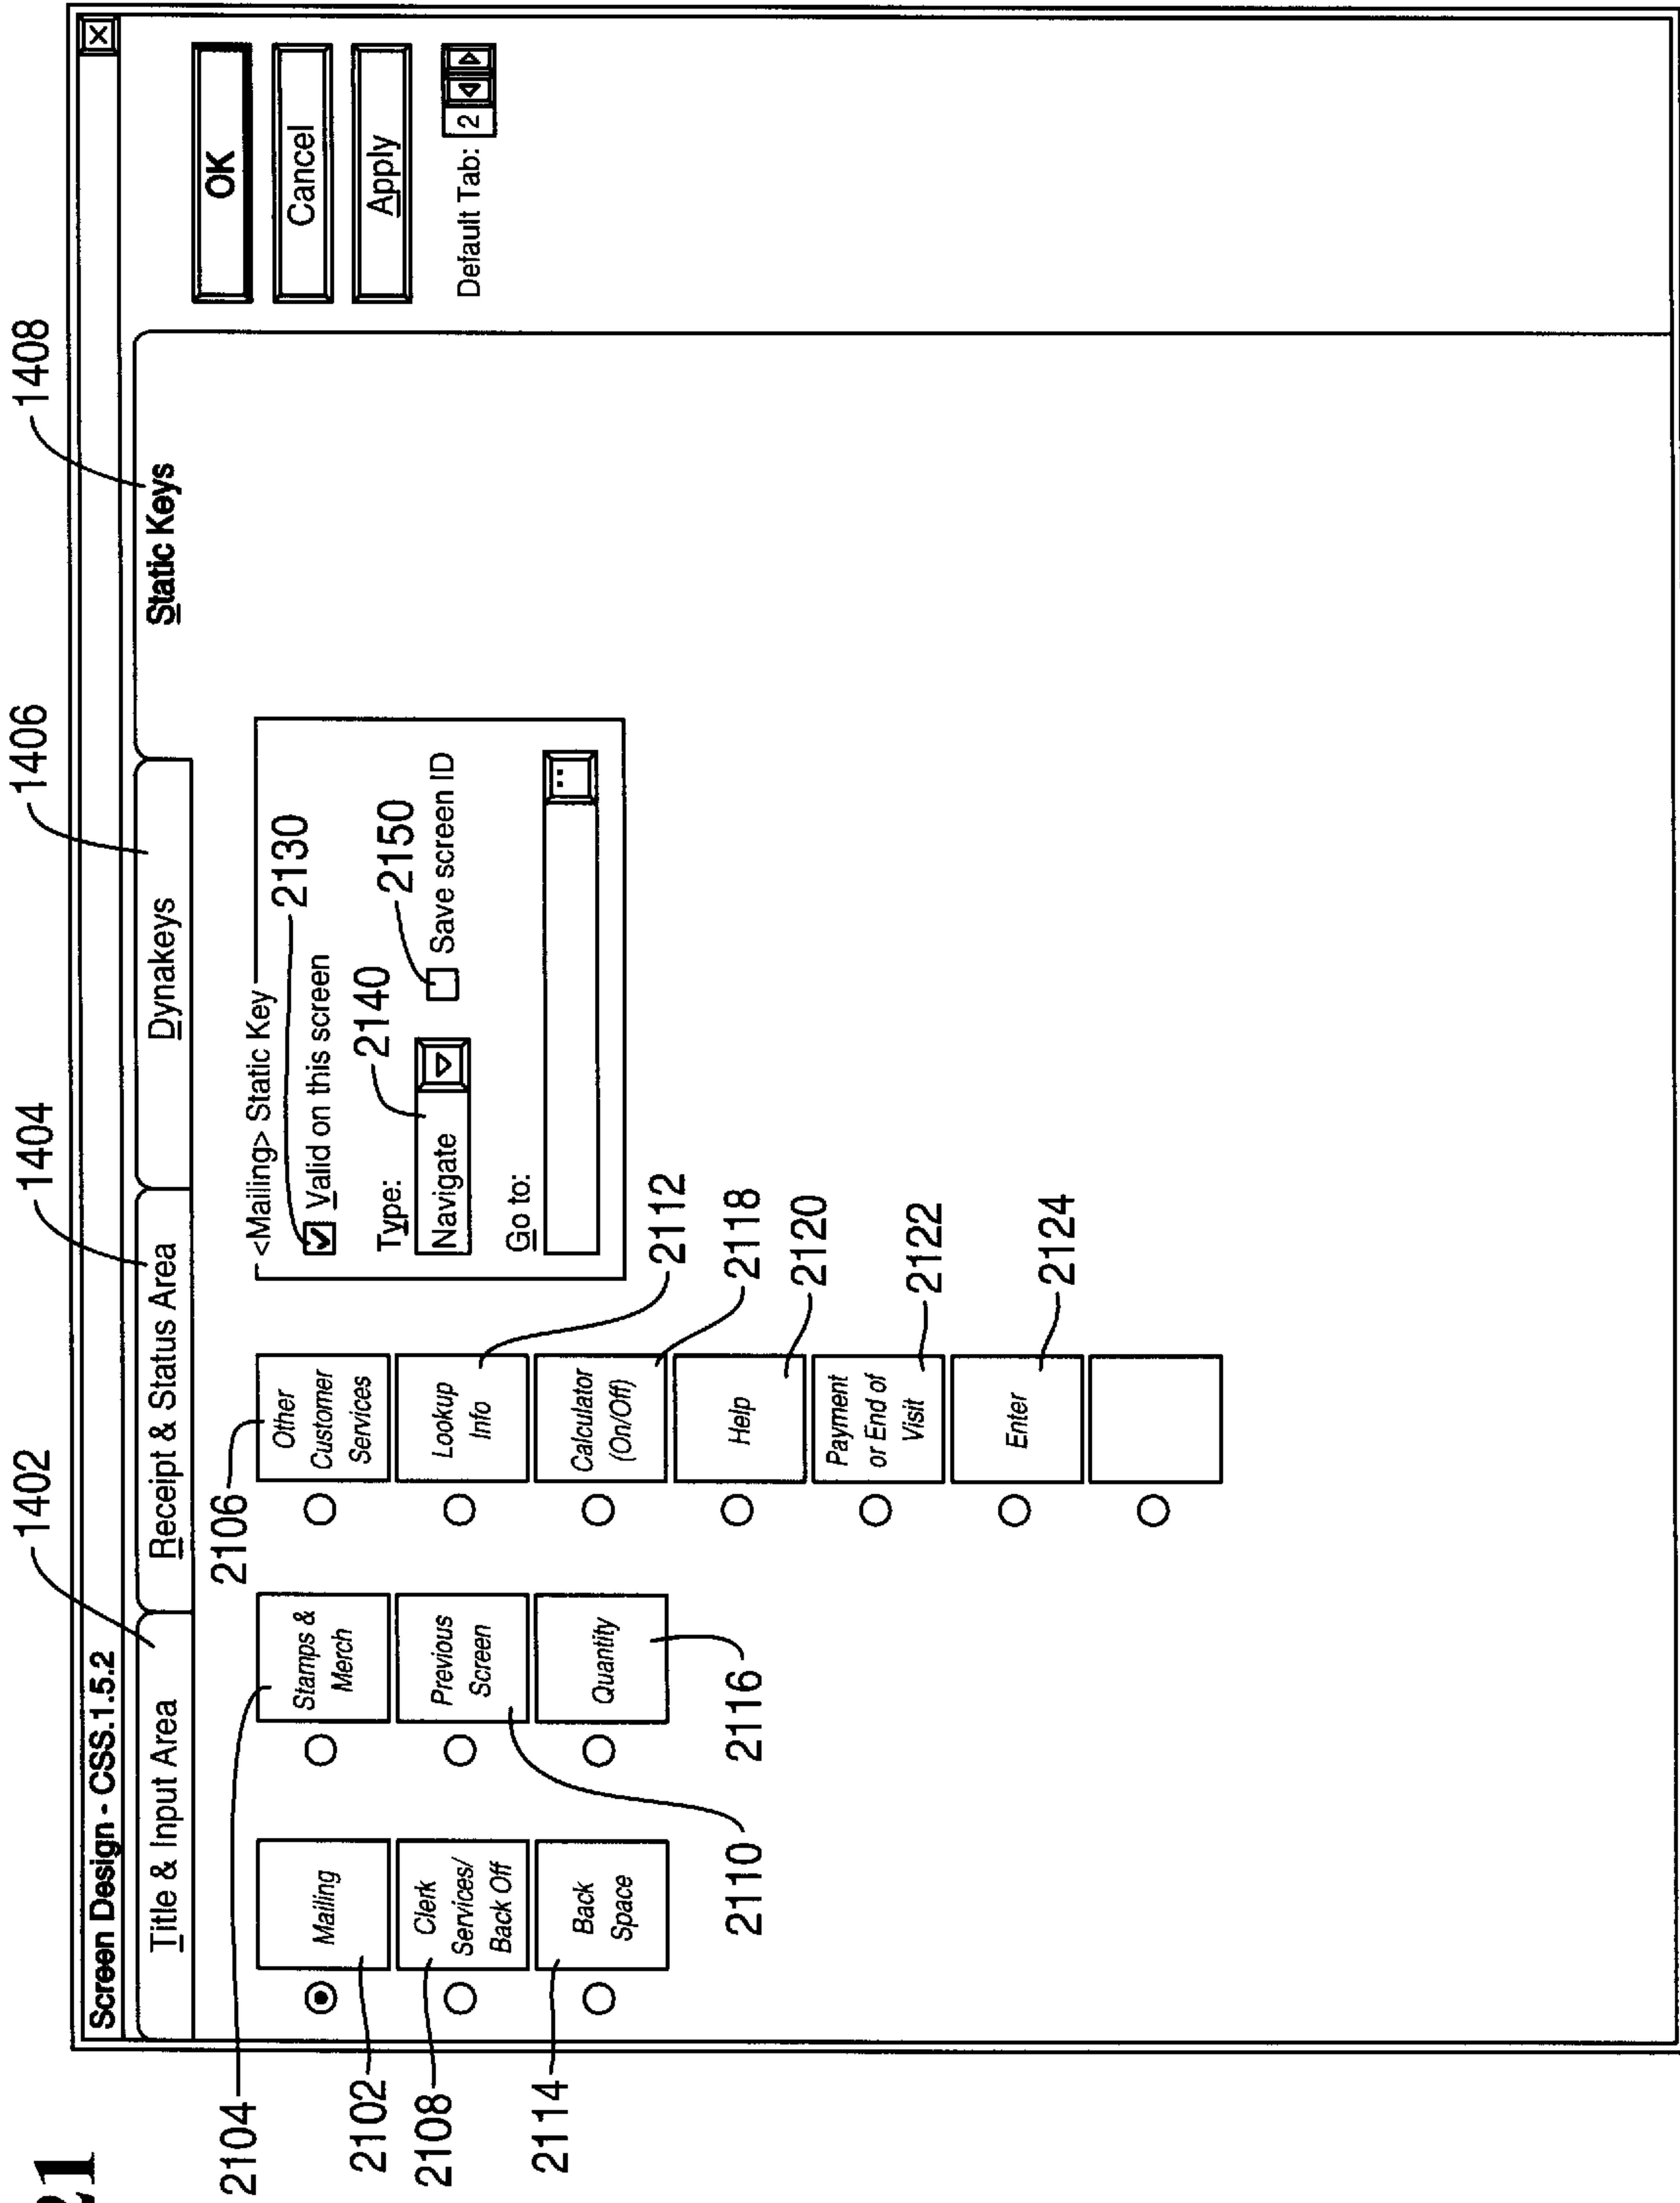 21
1402
1404
1406
1408
Screen Design - CSS.1.5.2
Title & Input Area
Receipt & Status Area
Dynakeys
Static Keys
OK
Cancel
Apply
Default Tab: 2
2104
2102
2108
2114
2106
Mailing
Stamps &
Merch
Other
Customer
Services
Clerk
Services/
Back Off
Previous
Screen
Lookup
Info
Back
Space
Quantity
Calculator
(On/Off)
Help
Payment
or End of
Visit
Enter
2110
2116
2112
2118
2120
2122
2124
<Mailing> Static Key
2130
Valid on this screen
2140
Type:
Navigate
2150
Save screen ID
Go to: